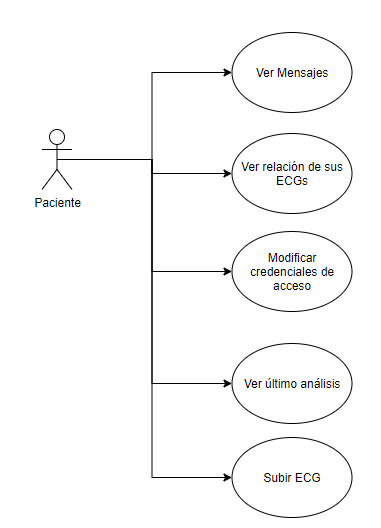 Ver Mensajes
Ver relación de sus
ECGs
Paciente
Modificar
credenciales de
acceso
Ver último análisis
Subir ECG